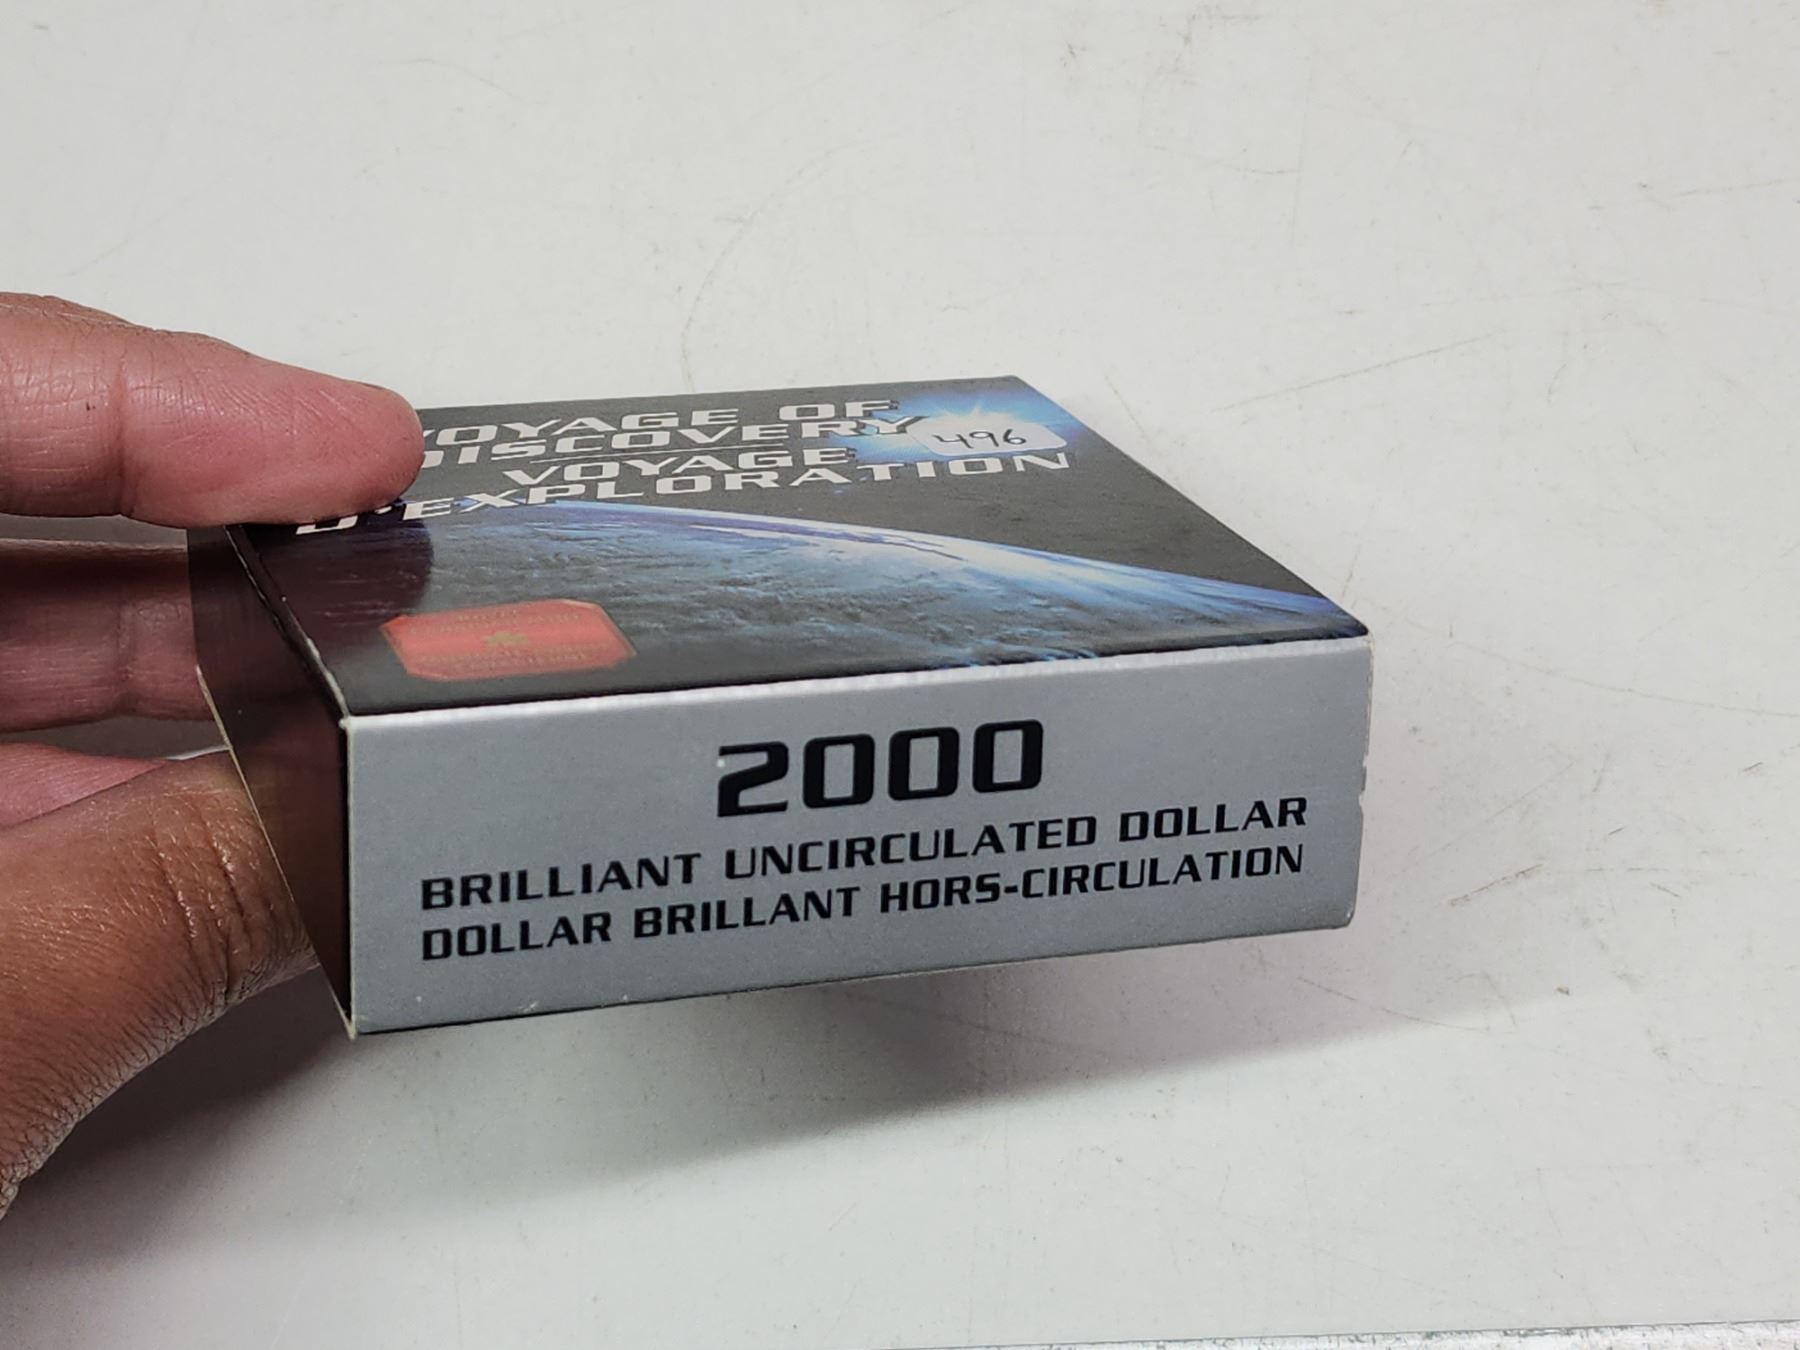 VOYAGE OF
DISCOVERY
496
VOYAGE
D'EXPLORATION
2000
BRILLIANT UNCIRCULATED DOLLAR
DOLLAR BRILLANT HORS-CIRCULATION